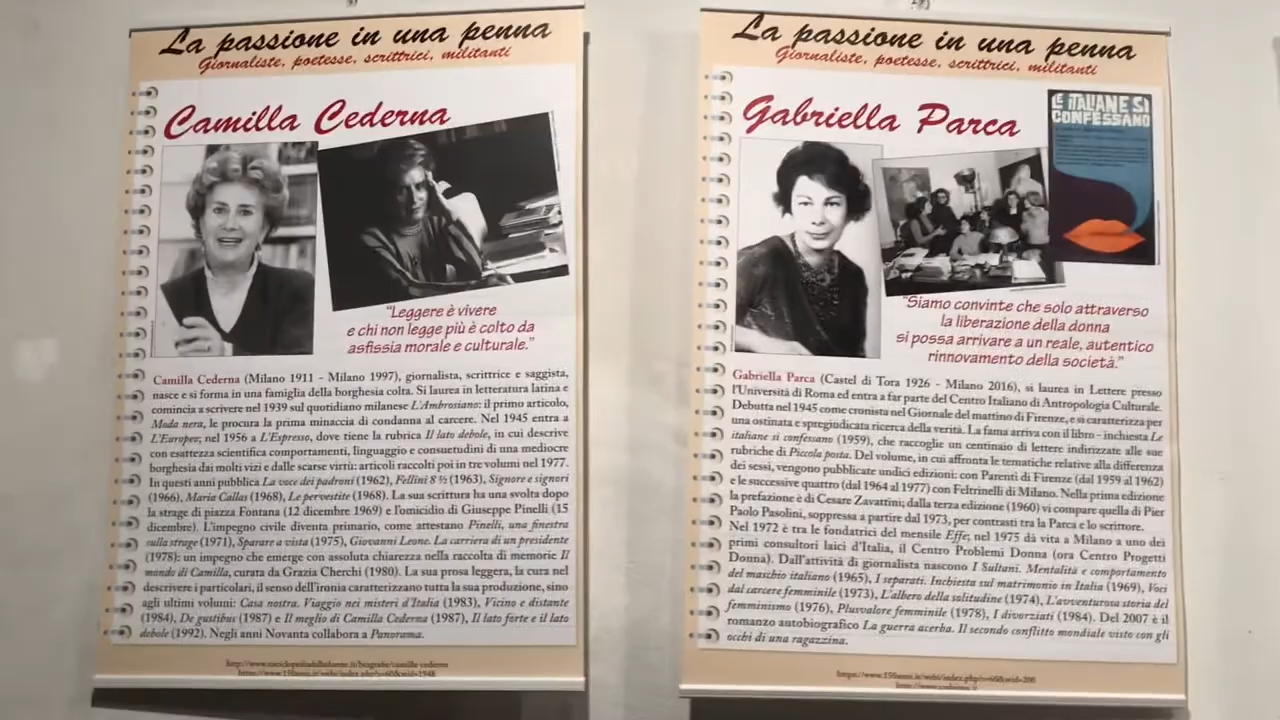 La passione in una penna
Giornaliste, poetesse, scrittrici, militanti
Camilla Cederna
"Leggere è vivere
e chi non legge più è colto da
asfissia morale e culturale."
Camilla Cederna (Milano 1911 - Milano 1997), giornalista, scrittrice e saggista,
nasce e si forma in una famiglia della borghesia colta. Si laurea in letteratura latina e
comincia a scrivere nel 1939 sul quotidiano milanese L'Ambrosiano: il primo articolo,
Moda nera, le procura la prima minaccia di condanna al carcere. Nel 1945 entra a
L'Europeo; nel 1956 a L'Espresso, dove tiene la rubrica Il lato debole, in cui descrive
con esattezza scientifica comportamenti, linguaggio e consuetudini di una mediocre
borghesia dai molti vizi e dalle scarse virtù: articoli raccolti poi in tre volumi nel 1977.
In questi anni pubblica La voce dei padroni (1962), Fellini 8 ½ (1963), Signore e signori
(1966), Maria Callas (1968), Le pervestite (1968). La sua scrittura ha una svolta dopo
la strage di piazza Fontana (12 dicembre 1969) e l'omicidio di Giuseppe Pinelli (15
dicembre). L'impegno civile diventa primario, come attestano Pinelli, una finestra
sulla strage (1971), Sparare a vista (1975), Giovanni Leone. La carriera di un presidente
(1978): un impegno che emerge con assoluta chiarezza nella raccolta di memorie Il
mondo di Camilla, curata da Grazia Cherchi (1980). La sua prosa leggera, la cura nel
descrivere i particolari, il senso dell'ironia caratterizzano tutta la sua produzione, sino
agli ultimi volumi: Casa nostra. Viaggio nei misteri d'Italia (1983), Vicino e distante
(1984), De gustibus (1987) e Il meglio di Camilla Cederna (1987), Il lato forte e il lato
debole (1992). Negli anni Novanta collabora a Panorama.
La passione in una penna
Giornaliste, poetesse, scrittrici, militanti
Gabriella Parca
LE ITALIANE SI
CONFESSANO
"Siamo convinte che solo attraverso
la liberazione della donna
si possa arrivare a un reale, autentico
rinnovamento della società."
Gabriella Parca (Castel di Tora 1926 - Milano 2016), si laurea in Lettere presso
l'Università di Roma ed entra a far parte del Centro Italiano di Antropologia Culturale.
Debutta nel 1945 come cronista nel Giornale del mattino di Firenze, e si caratterizza per
una ostinata e spregiudicata ricerca della verità. La fama arriva con il libro - inchiesta Le
italiane si confessano (1959), che raccoglie un centinaio di lettere indirizzate alle sue
rubriche di Piccola posta. Del volume, in cui affronta le tematiche relative alla differenza
dei sessi, vengono pubblicate undici edizioni: con Parenti di Firenze (dal 1959 al 1962)
e le successive quattro (dal 1964 al 1977) con Feltrinelli di Milano. Nella prima edizione
la prefazione è di Cesare Zavattini; dalla terza edizione (1960) vi compare quella di Pier
Paolo Pasolini, soppressa a partire dal 1973, per contrasti tra la Parca e lo scrittore.
Nel 1972 è tra le fondatrici del mensile Effe; nel 1975 dà vita a Milano a uno dei
primi consultori laici d'Italia, il Centro Problemi Donna (ora Centro Progetti
Donna). Dall'attività di giornalista nascono I Sultani. Mentalità e comportamento
del maschio italiano (1965), I separati. Inchiesta sul matrimonio in Italia (1969), Voci
dal carcere femminile (1973), L'albero della solitudine (1974), L'avventurosa storia del
femminismo (1976), Plusvalore femminile (1978), I divorziati (1984). Del 2007 è il
romanzo autobiografico La guerra acerba. Il secondo conflitto mondiale visto con gli
occhi di una ragazzina.